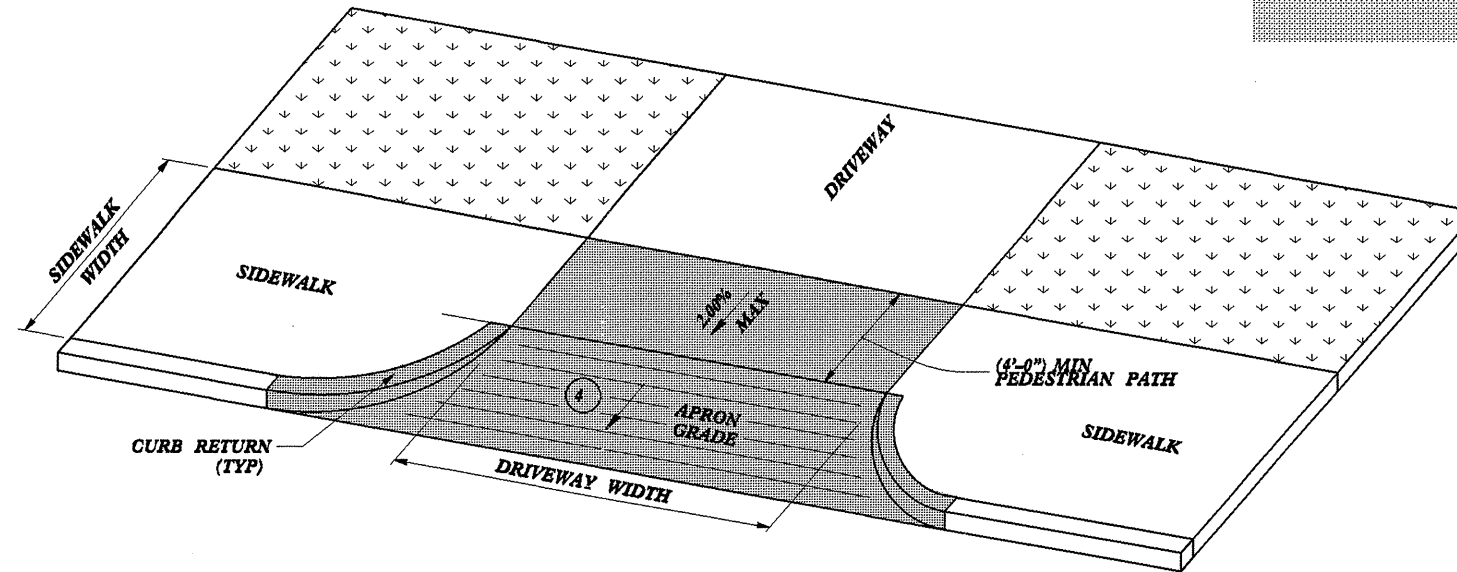 DRIVEWAY
SIDEWALK
WIDTH
SIDEWALK
2.00%
MAX
(4'-0") MIN
PEDESTRIAN PATH
4
APRON
GRADE
SIDEWALK
CURB RETURN
(TYP)
DRIVEWAY WIDTH